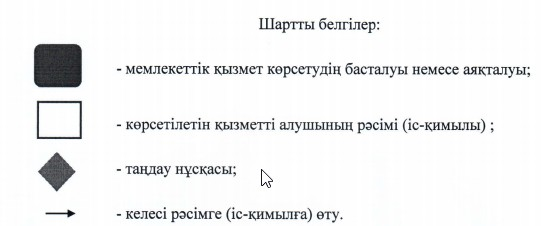 Шартты белгілер:
- мемлекеттік қызмет көрсетудің басталуы немесе аяқталуы;
- көрсетілетін қызметті алушының рәсімі (іс-қимылы) ;
- таңдау нұсқасы;
- келесі рәсімге (іс-қимылға) өту.